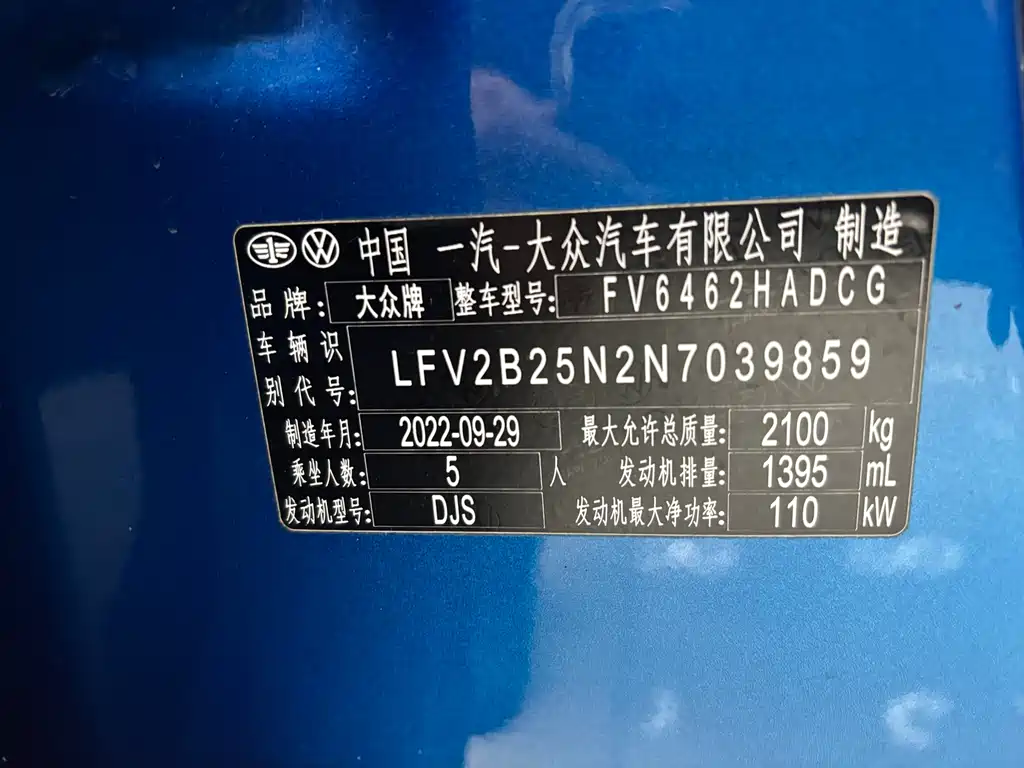 中国 一汽-大众汽车有限公司 制造
品牌: 大众牌 整车型号: FV6462HADCG
车辆识别代号: LFV2B25N2N7039859
制造年月: 2022-09-29 最大允许总质量: 2100 kg
乘坐人数: 5 人 发动机排量: 1395 mL
发动机型号: DJS 发动机最大净功率: 110 kW